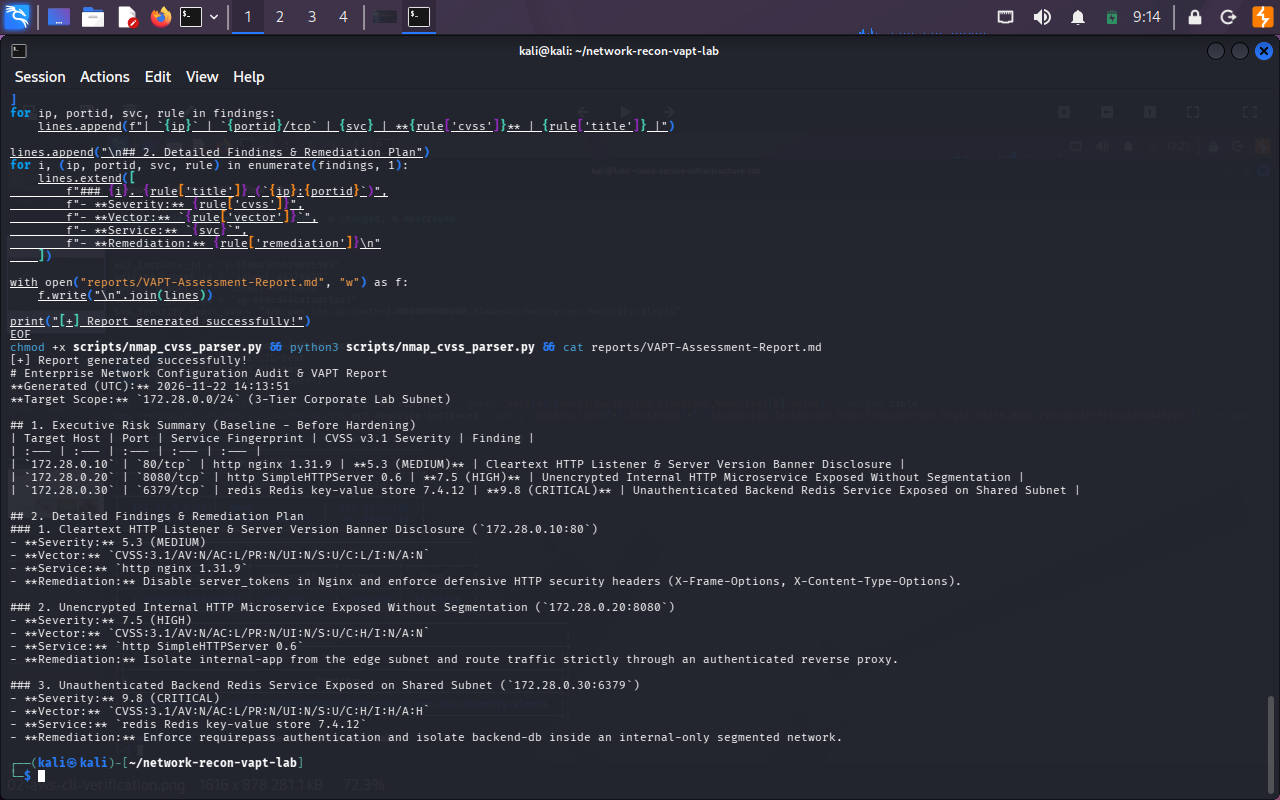 1 2 3 4 9:14
kali@kali: ~/network-recon-vapt-lab
Session Actions Edit View Help
]
for ip, portid, svc, rule in findings:
    lines.append(f"| `{ip}` | `{portid}/tcp` | {svc} | **{rule['cvss']}** | {rule['title']} |")
lines.append("\n## 2. Detailed Findings & Remediation Plan")
for i, (ip, portid, svc, rule) in enumerate(findings, 1):
    lines.extend([
        f"### {i}. {rule['title']} (`{ip}:{portid}`)",
        f"- **Severity:** {rule['cvss']}",
        f"- **Vector:** `{rule['vector']}`",
        f"- **Service:** `{svc}`",
        f"- **Remediation:** {rule['remediation']}\n"
    ])
with open("reports/VAPT-Assessment-Report.md", "w") as f:
    f.write("\n".join(lines))
print("[+] Report generated successfully!")
EOF
chmod +x scripts/nmap_cvss_parser.py && python3 scripts/nmap_cvss_parser.py && cat reports/VAPT-Assessment-Report.md
[+] Report generated successfully!
# Enterprise Network Configuration Audit & VAPT Report
**Generated (UTC):** 2026-11-22 14:13:51
**Target Scope:** `172.28.0.0/24` (3-Tier Corporate Lab Subnet)
## 1. Executive Risk Summary (Baseline - Before Hardening)
| Target Host | Port | Service Fingerprint | CVSS v3.1 Severity | Finding |
| :--- | :--- | :--- | :--- | :--- |
| `172.28.0.10` | `80/tcp` | http nginx 1.31.9 | **5.3 (MEDIUM)** | Cleartext HTTP Listener & Server Version Banner Disclosure |
| `172.28.0.20` | `8080/tcp` | http SimpleHTTPServer 0.6 | **7.5 (HIGH)** | Unencrypted Internal HTTP Microservice Exposed Without Segmentation |
| `172.28.0.30` | `6379/tcp` | redis Redis key-value store 7.4.12 | **9.8 (CRITICAL)** | Unauthenticated Backend Redis Service Exposed on Shared Subnet |
## 2. Detailed Findings & Remediation Plan
### 1. Cleartext HTTP Listener & Server Version Banner Disclosure (`172.28.0.10:80`)
- **Severity:** 5.3 (MEDIUM)
- **Vector:** `CVSS:3.1/AV:N/AC:L/PR:N/UI:N/S:U/C:L/I:N/A:N`
- **Service:** `http nginx 1.31.9`
- **Remediation:** Disable server_tokens in Nginx and enforce defensive HTTP security headers (X-Frame-Options, X-Content-Type-Options).
### 2. Unencrypted Internal HTTP Microservice Exposed Without Segmentation (`172.28.0.20:8080`)
- **Severity:** 7.5 (HIGH)
- **Vector:** `CVSS:3.1/AV:N/AC:L/PR:N/UI:N/S:U/C:H/I:N/A:N`
- **Service:** `http SimpleHTTPServer 0.6`
- **Remediation:** Isolate internal-app from the edge subnet and route traffic strictly through an authenticated reverse proxy.
### 3. Unauthenticated Backend Redis Service Exposed on Shared Subnet (`172.28.0.30:6379`)
- **Severity:** 9.8 (CRITICAL)
- **Vector:** `CVSS:3.1/AV:N/AC:L/PR:N/UI:N/S:U/C:H/I:H/A:H`
- **Service:** `redis Redis key-value store 7.4.12`
- **Remediation:** Enforce requirepass authentication and isolate backend-db inside an internal-only segmented network.
┌──(kali㉿kali)-[~/network-recon-vapt-lab]
└─$
02-aws-cli-verification.png 1616 x 878 281.1 kB 72.3%